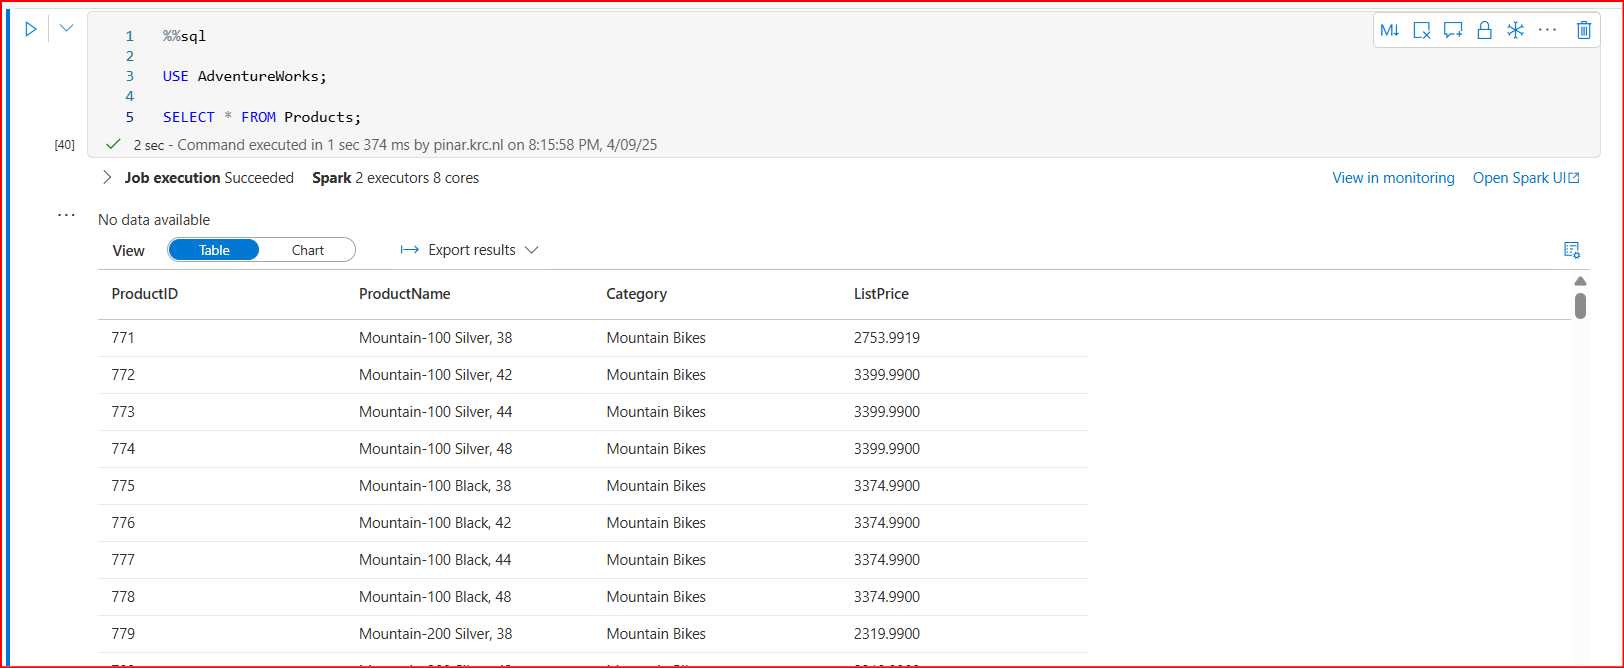 1 %%sql
2
3 USE AdventureWorks;
4
5 SELECT * FROM Products;
M↓ ...
[40] 2 sec - Command executed in 1 sec 374 ms by pinar.krc.nl on 8:15:58 PM, 4/09/25
Job execution Succeeded Spark 2 executors 8 cores View in monitoring Open Spark UI
... No data available
View Table Chart Export results
ProductID ProductName Category ListPrice
771 Mountain-100 Silver, 38 Mountain Bikes 2753.9919
772 Mountain-100 Silver, 42 Mountain Bikes 3399.9900
773 Mountain-100 Silver, 44 Mountain Bikes 3399.9900
774 Mountain-100 Silver, 48 Mountain Bikes 3399.9900
775 Mountain-100 Black, 38 Mountain Bikes 3374.9900
776 Mountain-100 Black, 42 Mountain Bikes 3374.9900
777 Mountain-100 Black, 44 Mountain Bikes 3374.9900
778 Mountain-100 Black, 48 Mountain Bikes 3374.9900
779 Mountain-200 Silver, 38 Mountain Bikes 2319.9900